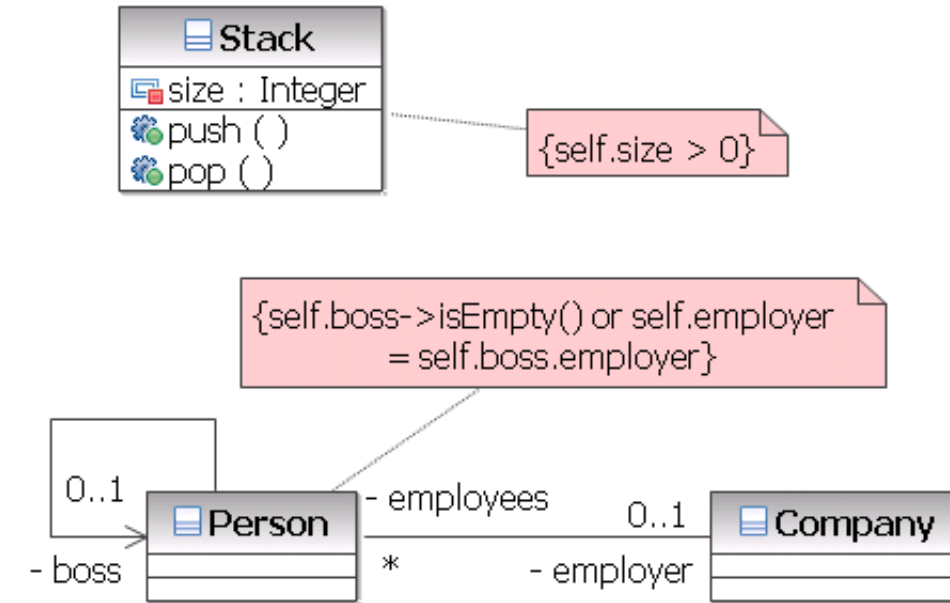 Stack
size : Integer
push ( )
pop ( )
{self.size > 0}
{self.boss->isEmpty() or self.employer
= self.boss.employer}
0..1
- boss
Person
- employees
*
0..1
- employer
Company